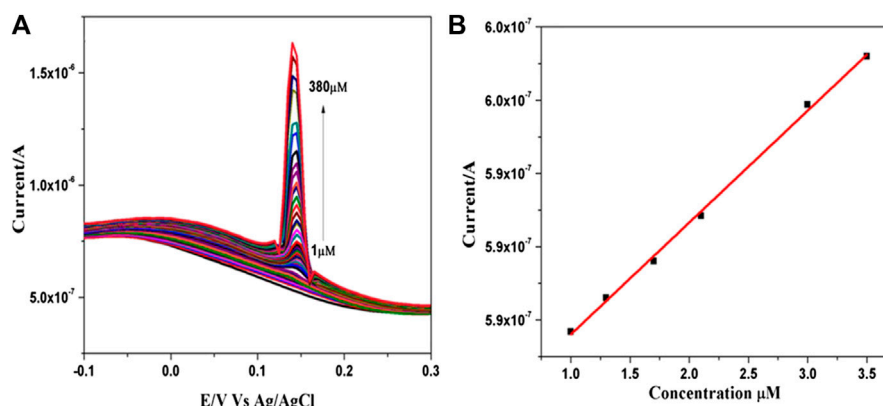 A
Current/A
1.5x10⁻⁶
1.0x10⁻⁶
5.0x10⁻⁷
380μM
1μM
-0.1 0.0 0.1 0.2 0.3
E/V Vs Ag/AgCl
B
Current/A
6.0x10⁻⁷
6.0x10⁻⁷
5.9x10⁻⁷
5.9x10⁻⁷
5.9x10⁻⁷
1.0 1.5 2.0 2.5 3.0 3.5
Concentration μM